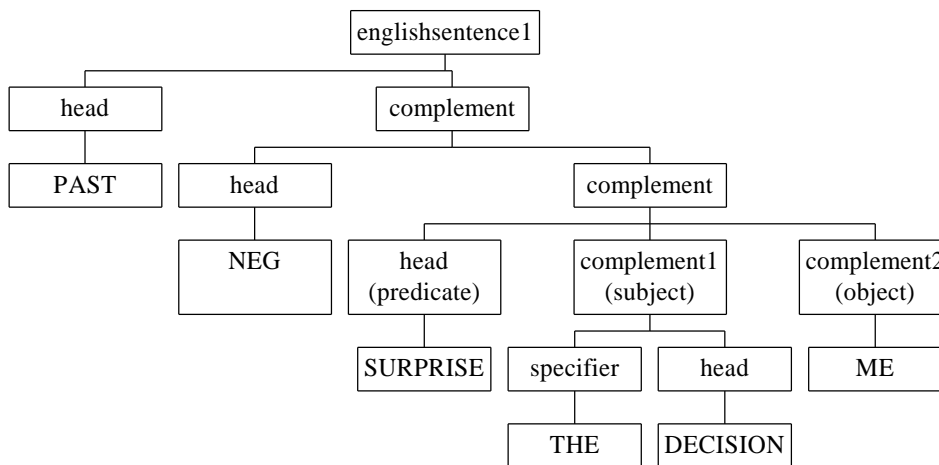 englishsentence1
head complement
PAST head complement
NEG head complement1 complement2
(predicate) (subject) (object)
SURPRISE specifier head ME
THE DECISION